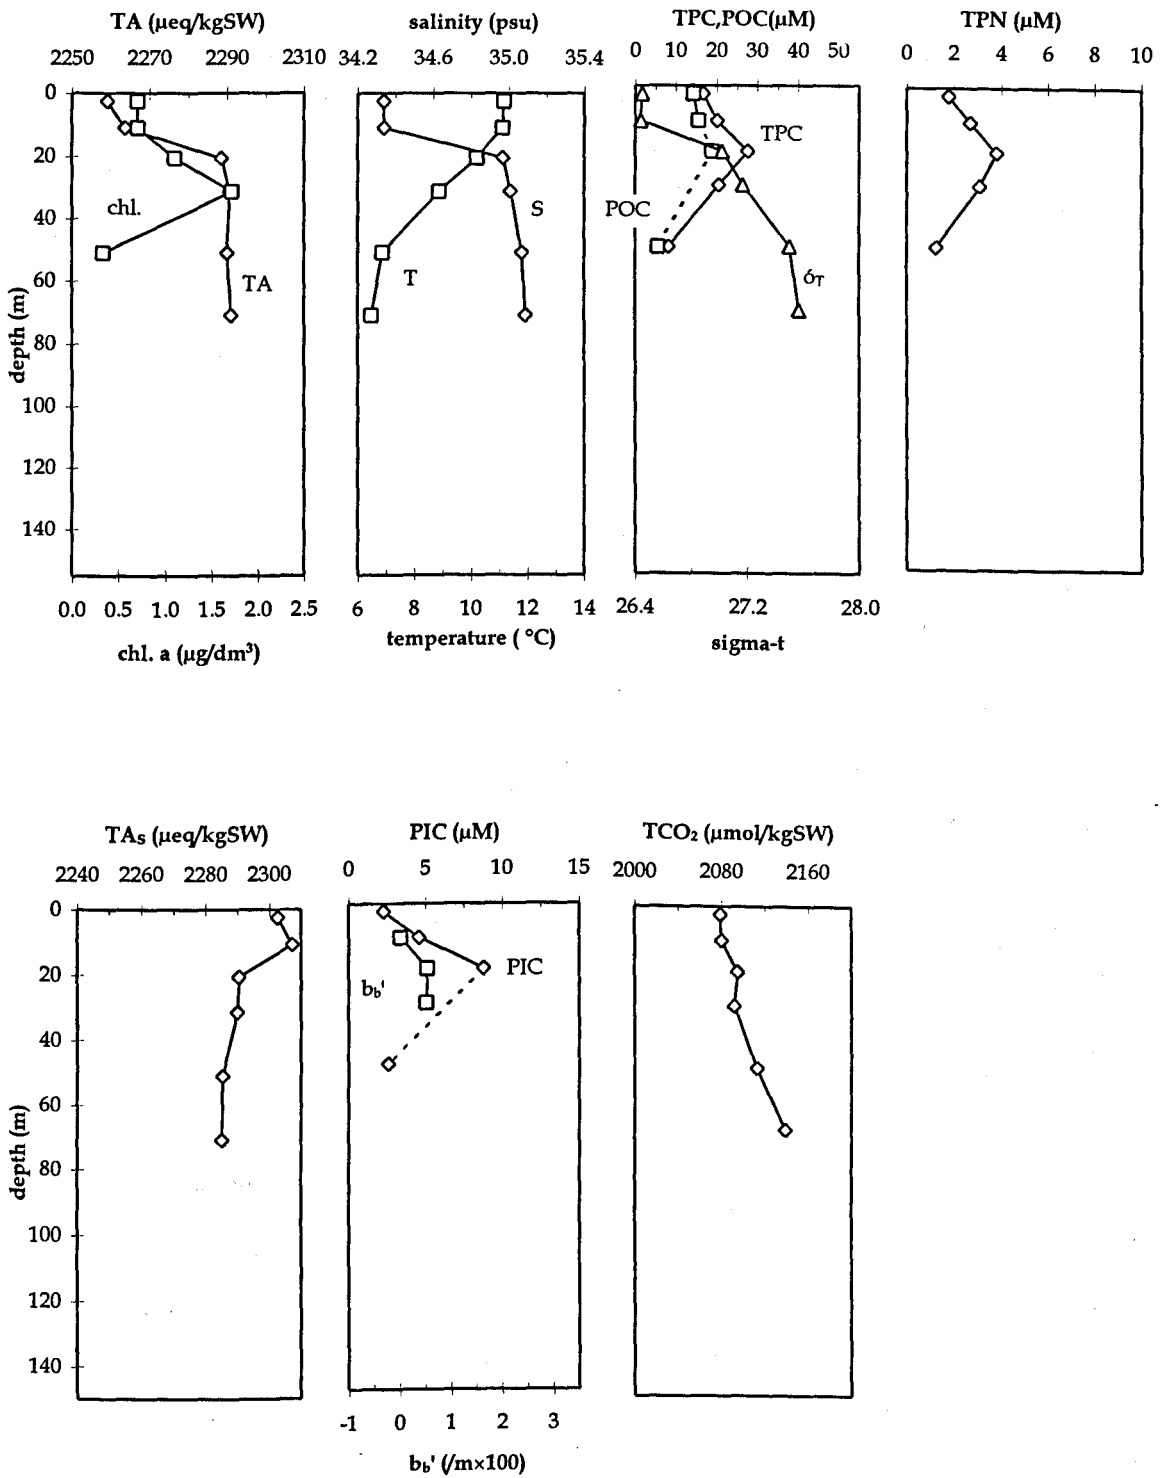 TA (μeq/kgSW) salinity (psu) TPC,POC(μM) TPN (μM)
2250 2270 2290 2310 34.2 34.6 35.0 35.4 0 10 20 30 40 50 0 2 4 6 8 10
0
20
40
60
80
100
120
140
depth (m)
chl.
TA
S
T
TPC
POC
σT
0.0 0.5 1.0 1.5 2.0 2.5 6 8 10 12 14 26.4 27.2 28.0
chl. a (μg/dm³) temperature ( °C) sigma-t
TAs (μeq/kgSW) PIC (μM) TCO₂ (μmol/kgSW)
2240 2260 2280 2300 0 5 10 15 2000 2080 2160
0
20
40
60
80
100
120
140
depth (m)
PIC
bb'
-1 0 1 2 3
bb' (/m×100)